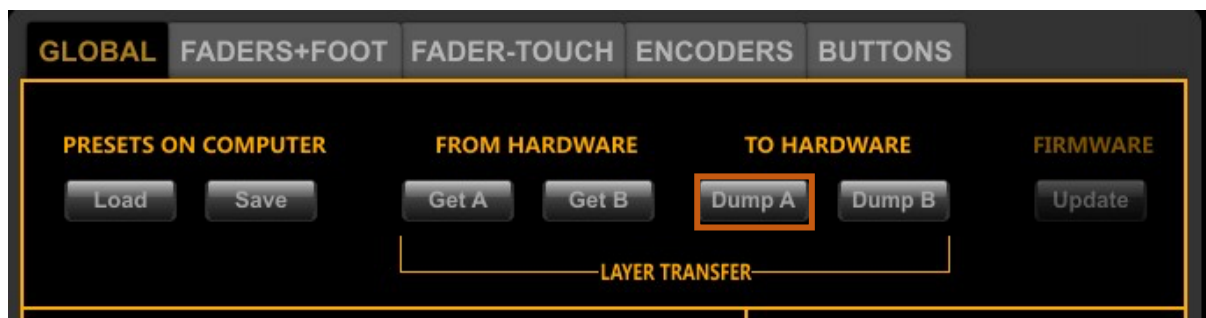 GLOBAL FADERS+FOOT FADER-TOUCH ENCODERS BUTTONS
PRESETS ON COMPUTER FROM HARDWARE TO HARDWARE FIRMWARE
Load Save Get A Get B Dump A Dump B Update
LAYER TRANSFER